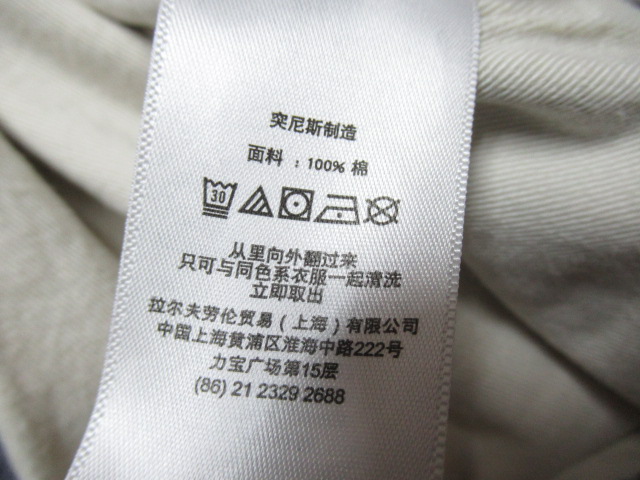 突尼斯制造
面料：100% 棉
30
从里向外翻过来
只可与同色系衣服一起清洗
立即取出
拉尔夫劳伦贸易（上海）有限公司
中国上海黄浦区淮海中路222号
力宝广场第15层
(86) 21 2329 2688